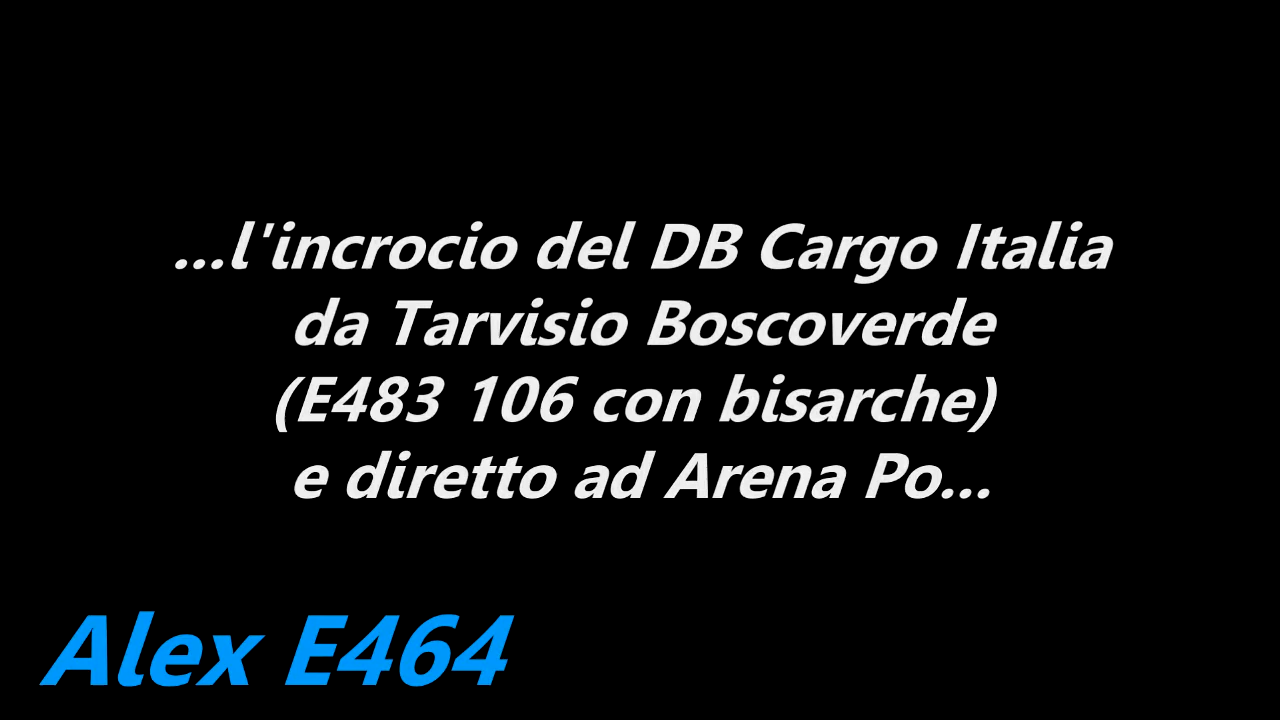 ...l'incrocio del DB Cargo Italia
da Tarvisio Boscoverde
(E483 106 con bisarche)
e diretto ad Arena Po...
Alex E464